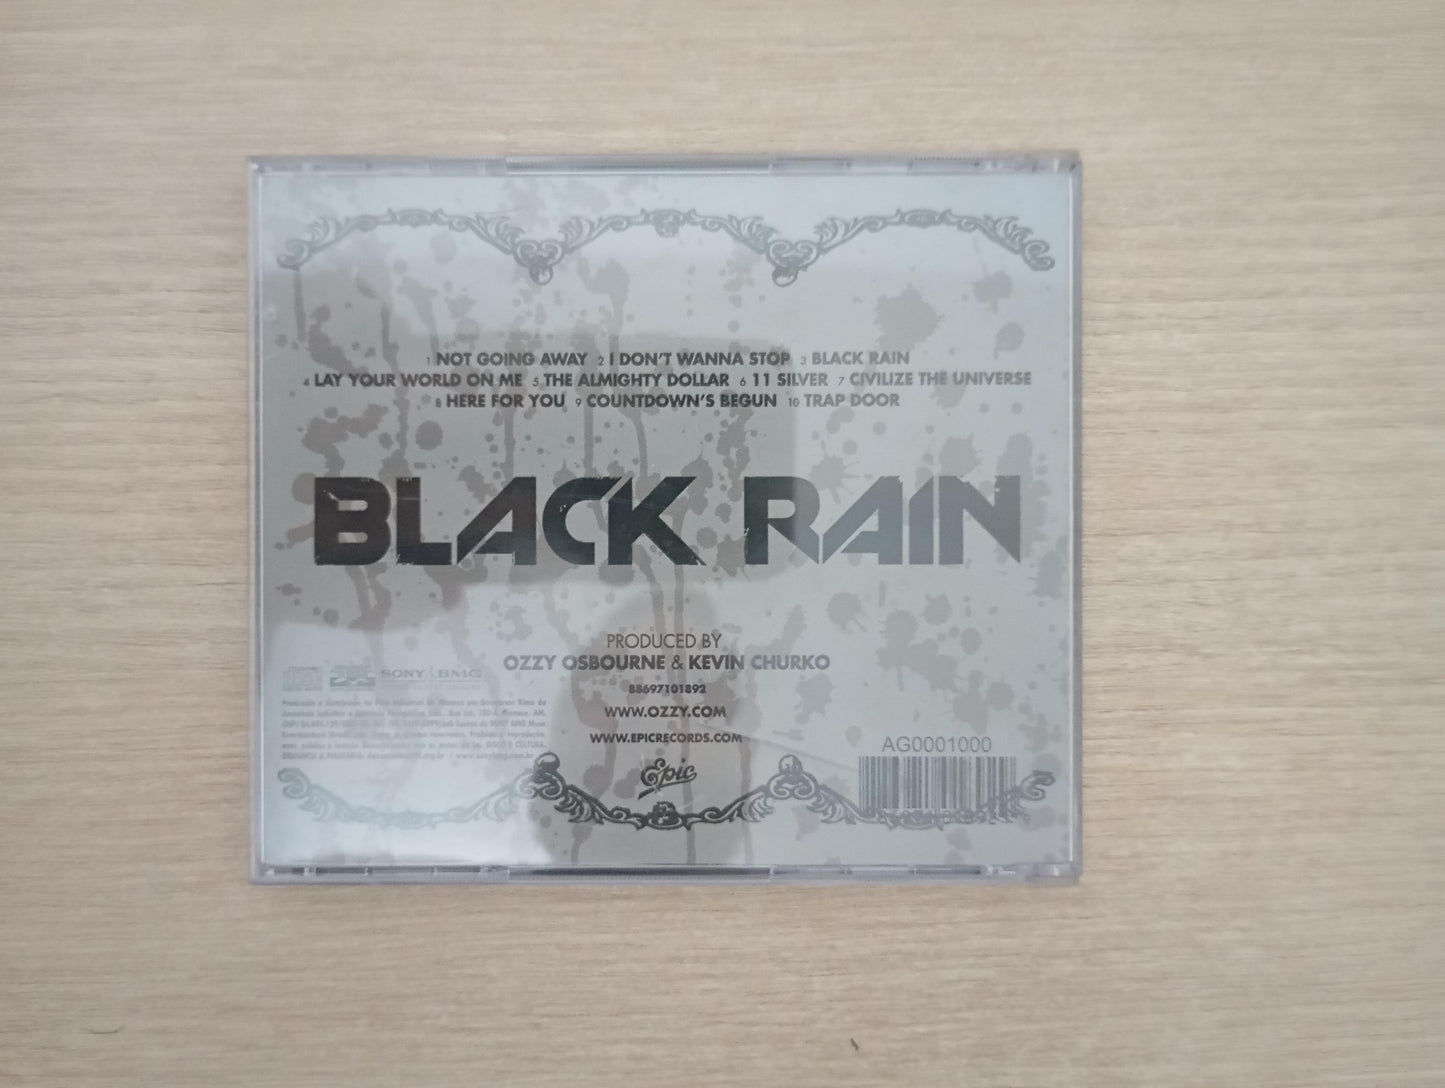 1 NOT GOING AWAY 2 I DON'T WANNA STOP 3 BLACK RAIN
4 LAY YOUR WORLD ON ME 5 THE ALMIGHTY DOLLAR 6 11 SILVER 7 CIVILIZE THE UNIVERSE
8 HERE FOR YOU 9 COUNTDOWN'S BEGUN 10 TRAP DOOR
BLACK RAIN
PRODUCED BY
OZZY OSBOURNE & KEVIN CHURKO
SONY BMG
88697101892
WWW.OZZY.COM
WWW.EPICRECORDS.COM
Epic
AG0001000